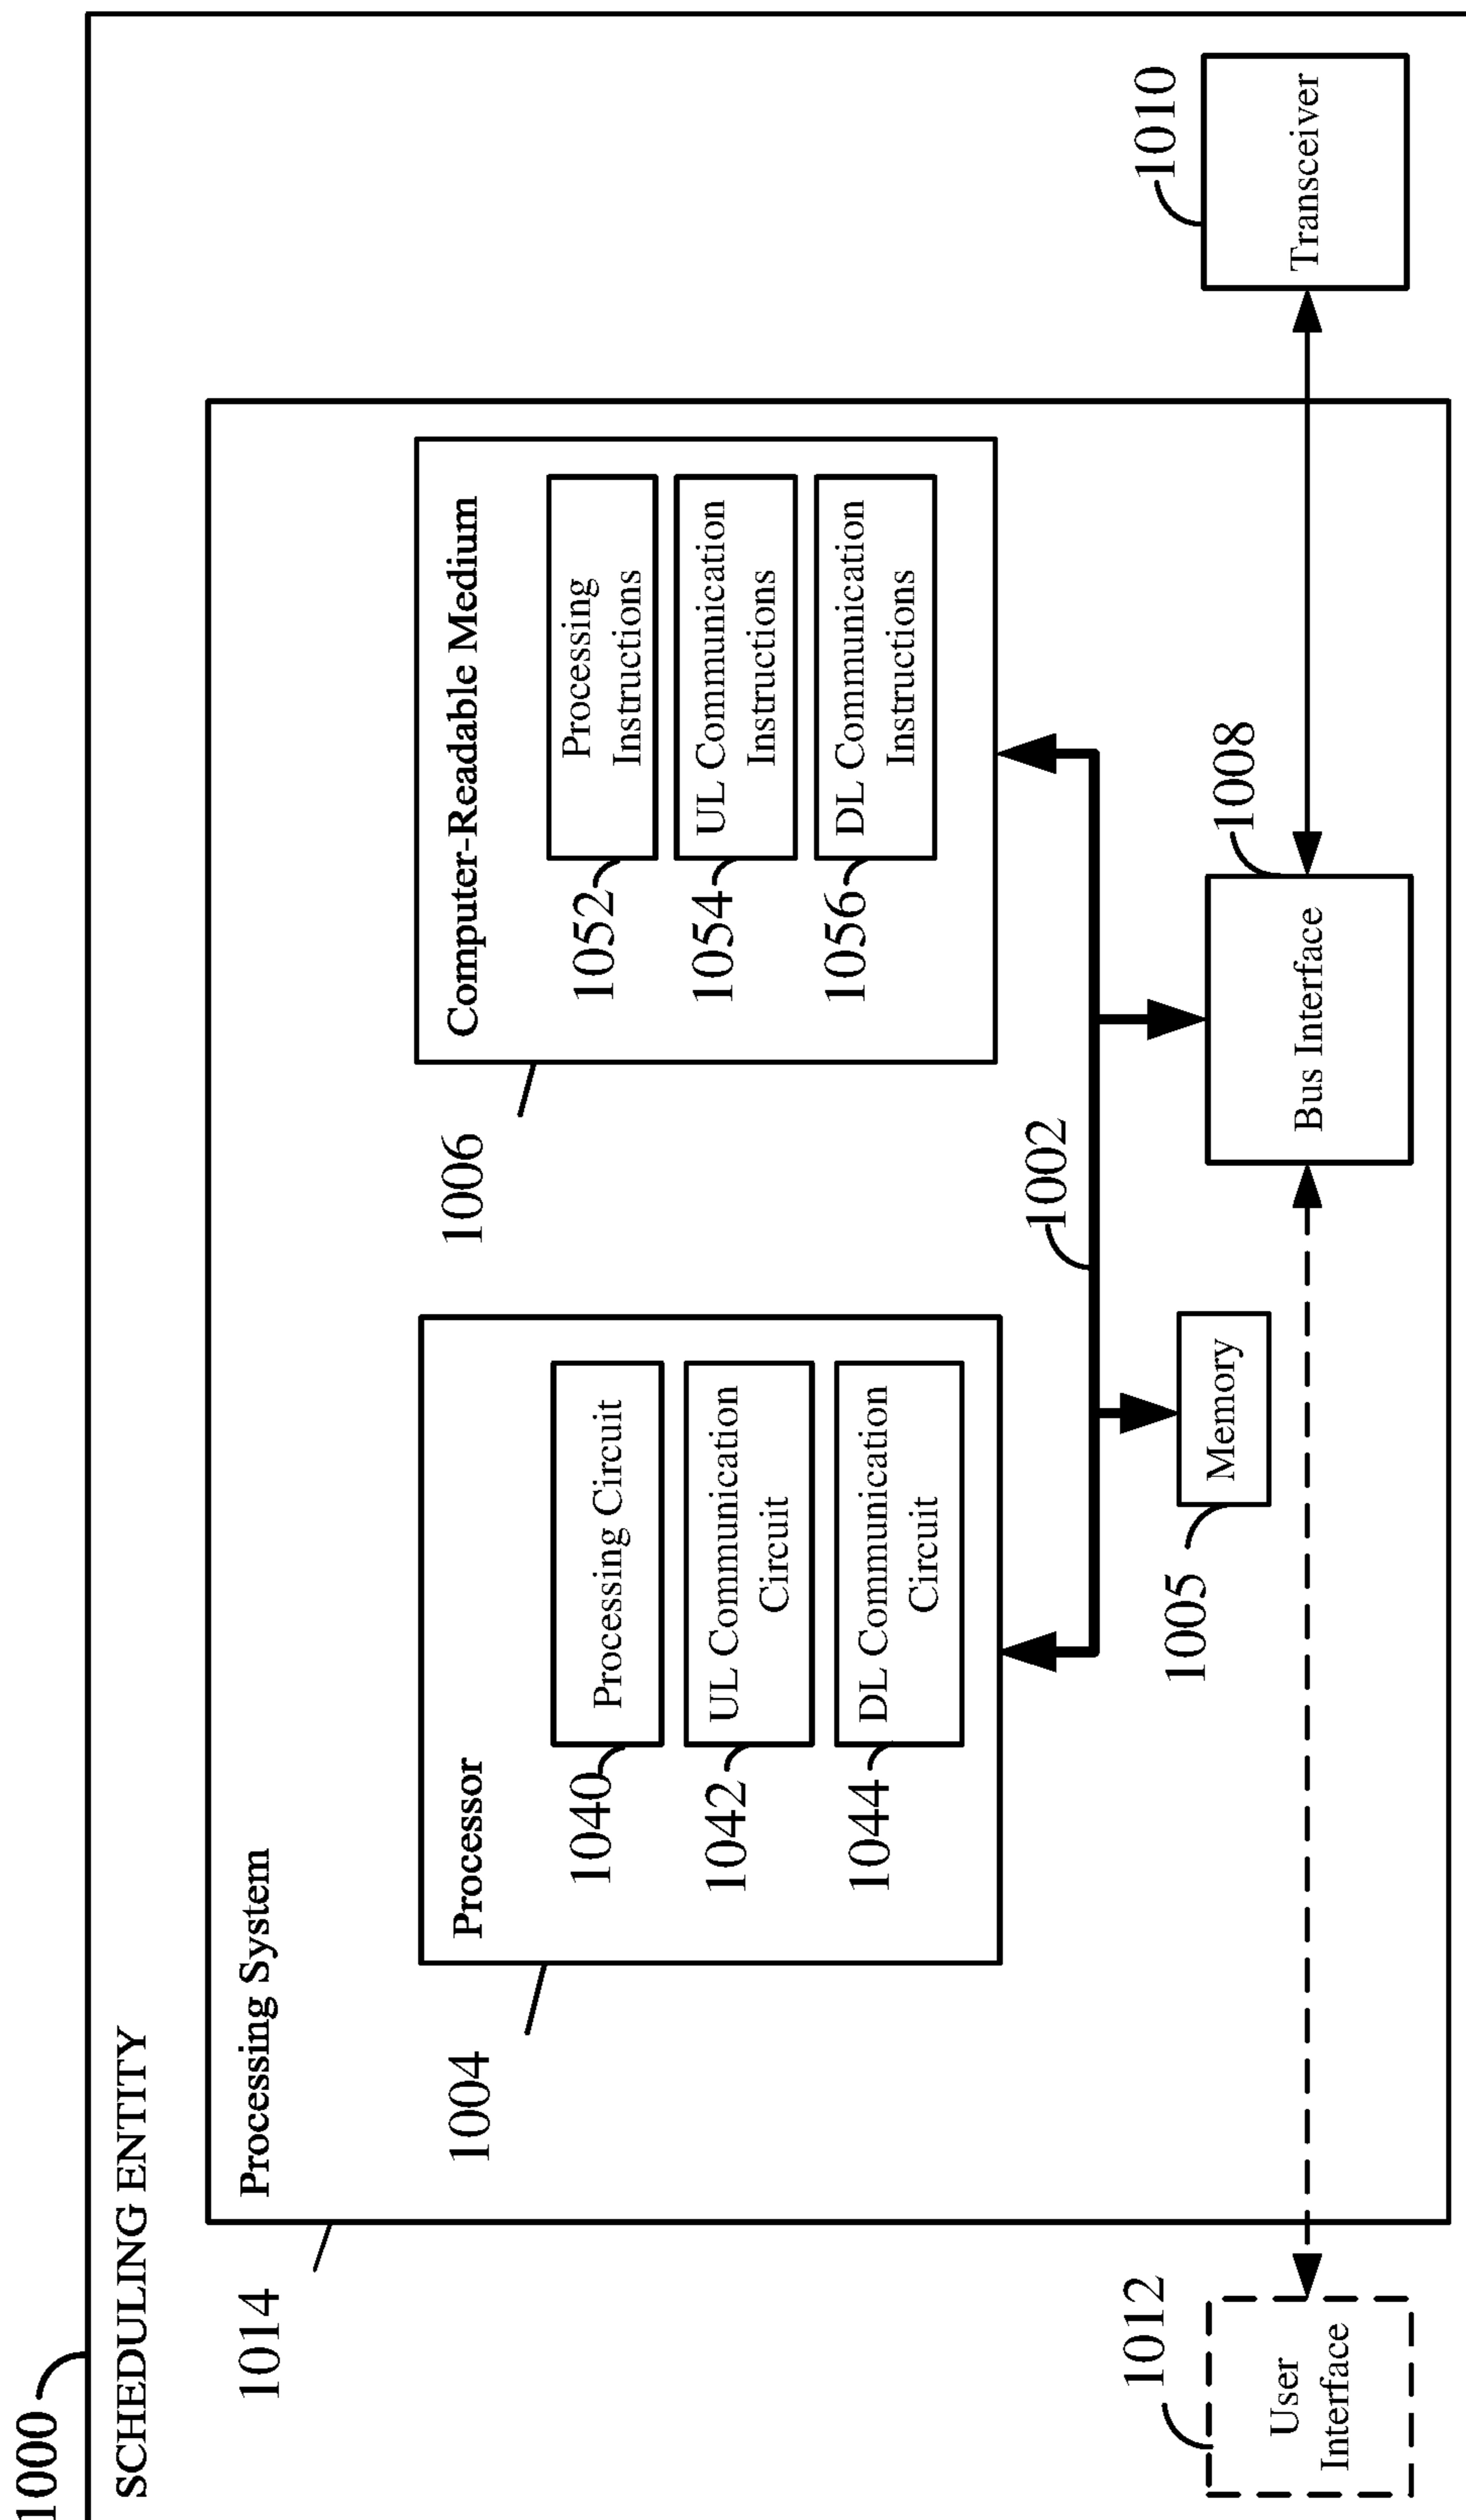 1000
SCHEDULING ENTITY
1014
Processing System
1004
Processor
1040
Processing Circuit
1042
UL Communication
Circuit
1044
DL Communication
Circuit
1006
Computer-Readable Medium
1052
Processing
Instructions
1054
UL Communication
Instructions
1056
DL Communication
Instructions
1002
1005
Memory
1008
Bus Interface
1010
Transceiver
1012
User
Interface